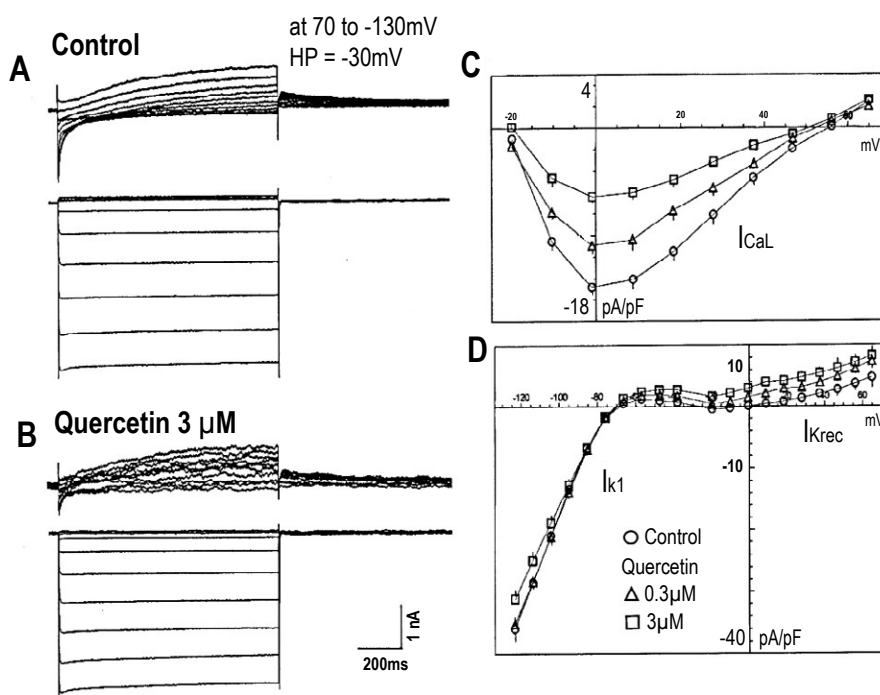 A
Control
at 70 to -130mV
HP = -30mV
B
Quercetin 3 µM
1 nA
200ms
C
4
-20
20
40
60
mV
ICaL
-18
pA/pF
D
10
-120
-100
-80
40
60
mV
IKrec
Ik1
-10
Control
Quercetin
0.3µM
3µM
-40
pA/pF